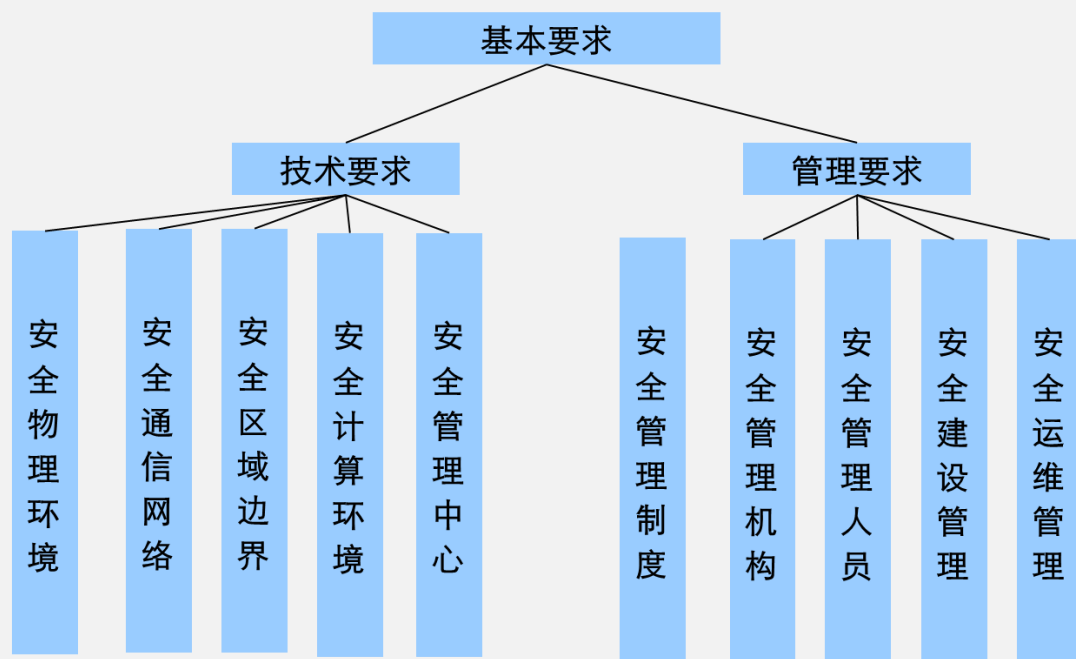 基本要求
技术要求
管理要求
安全物理环境
安全通信网络
安全区域边界
安全计算环境
安全管理中心
安全管理制度
安全管理机构
安全管理人员
安全建设管理
安全运维管理